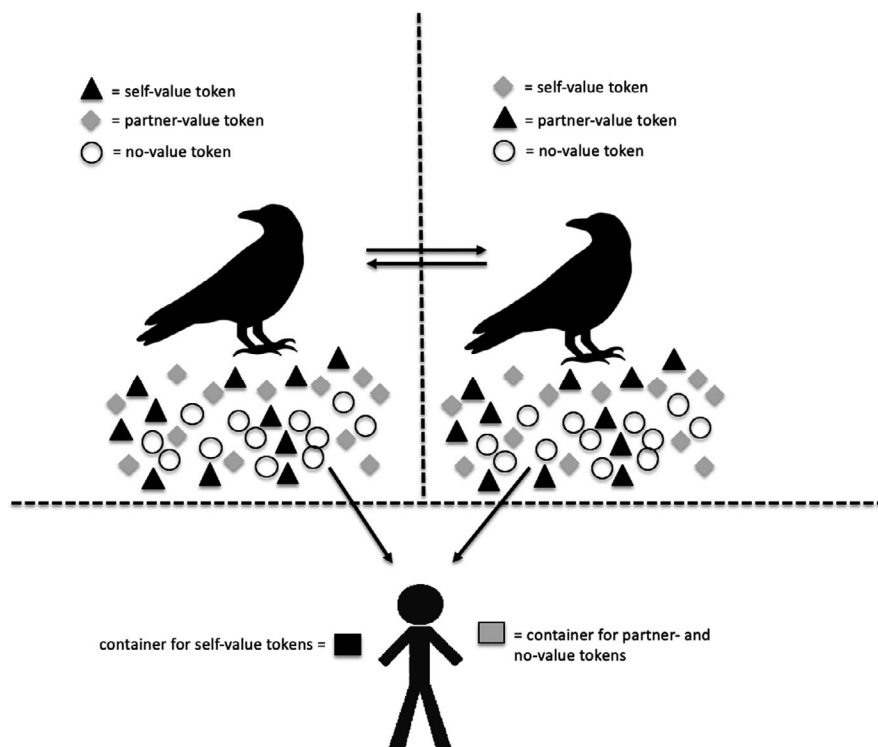 = self-value token
= partner-value token
= no-value token
= self-value token
= partner-value token
= no-value token
container for self-value tokens =
= container for partner- and
no-value tokens